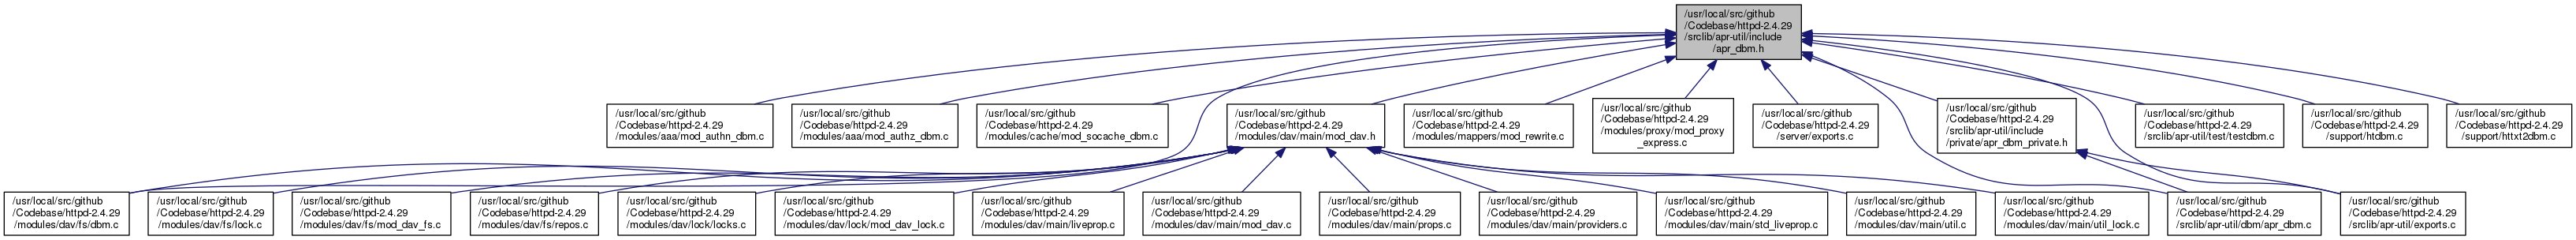 /usr/local/src/github
/Codebase/httpd-2.4.29
/srclib/apr-util/include
/apr_dbm.h
/usr/local/src/github
/Codebase/httpd-2.4.29
/modules/aaa/mod_authn_dbm.c
/usr/local/src/github
/Codebase/httpd-2.4.29
/modules/aaa/mod_authz_dbm.c
/usr/local/src/github
/Codebase/httpd-2.4.29
/modules/cache/mod_socache_dbm.c
/usr/local/src/github
/Codebase/httpd-2.4.29
/modules/dav/main/mod_dav.h
/usr/local/src/github
/Codebase/httpd-2.4.29
/modules/mappers/mod_rewrite.c
/usr/local/src/github
/Codebase/httpd-2.4.29
/modules/proxy/mod_proxy
_express.c
/usr/local/src/github
/Codebase/httpd-2.4.29
/server/exports.c
/usr/local/src/github
/Codebase/httpd-2.4.29
/srclib/apr-util/include
/private/apr_dbm_private.h
/usr/local/src/github
/Codebase/httpd-2.4.29
/srclib/apr-util/test/testdbm.c
/usr/local/src/github
/Codebase/httpd-2.4.29
/support/htdbm.c
/usr/local/src/github
/Codebase/httpd-2.4.29
/support/httxt2dbm.c
/usr/local/src/github
/Codebase/httpd-2.4.29
/modules/dav/fs/dbm.c
/usr/local/src/github
/Codebase/httpd-2.4.29
/modules/dav/fs/lock.c
/usr/local/src/github
/Codebase/httpd-2.4.29
/modules/dav/fs/mod_dav_fs.c
/usr/local/src/github
/Codebase/httpd-2.4.29
/modules/dav/fs/repos.c
/usr/local/src/github
/Codebase/httpd-2.4.29
/modules/dav/lock/locks.c
/usr/local/src/github
/Codebase/httpd-2.4.29
/modules/dav/lock/mod_dav_lock.c
/usr/local/src/github
/Codebase/httpd-2.4.29
/modules/dav/main/liveprop.c
/usr/local/src/github
/Codebase/httpd-2.4.29
/modules/dav/main/mod_dav.c
/usr/local/src/github
/Codebase/httpd-2.4.29
/modules/dav/main/props.c
/usr/local/src/github
/Codebase/httpd-2.4.29
/modules/dav/main/providers.c
/usr/local/src/github
/Codebase/httpd-2.4.29
/modules/dav/main/std_liveprop.c
/usr/local/src/github
/Codebase/httpd-2.4.29
/modules/dav/main/util.c
/usr/local/src/github
/Codebase/httpd-2.4.29
/modules/dav/main/util_lock.c
/usr/local/src/github
/Codebase/httpd-2.4.29
/srclib/apr-util/dbm/apr_dbm.c
/usr/local/src/github
/Codebase/httpd-2.4.29
/srclib/apr-util/exports.c